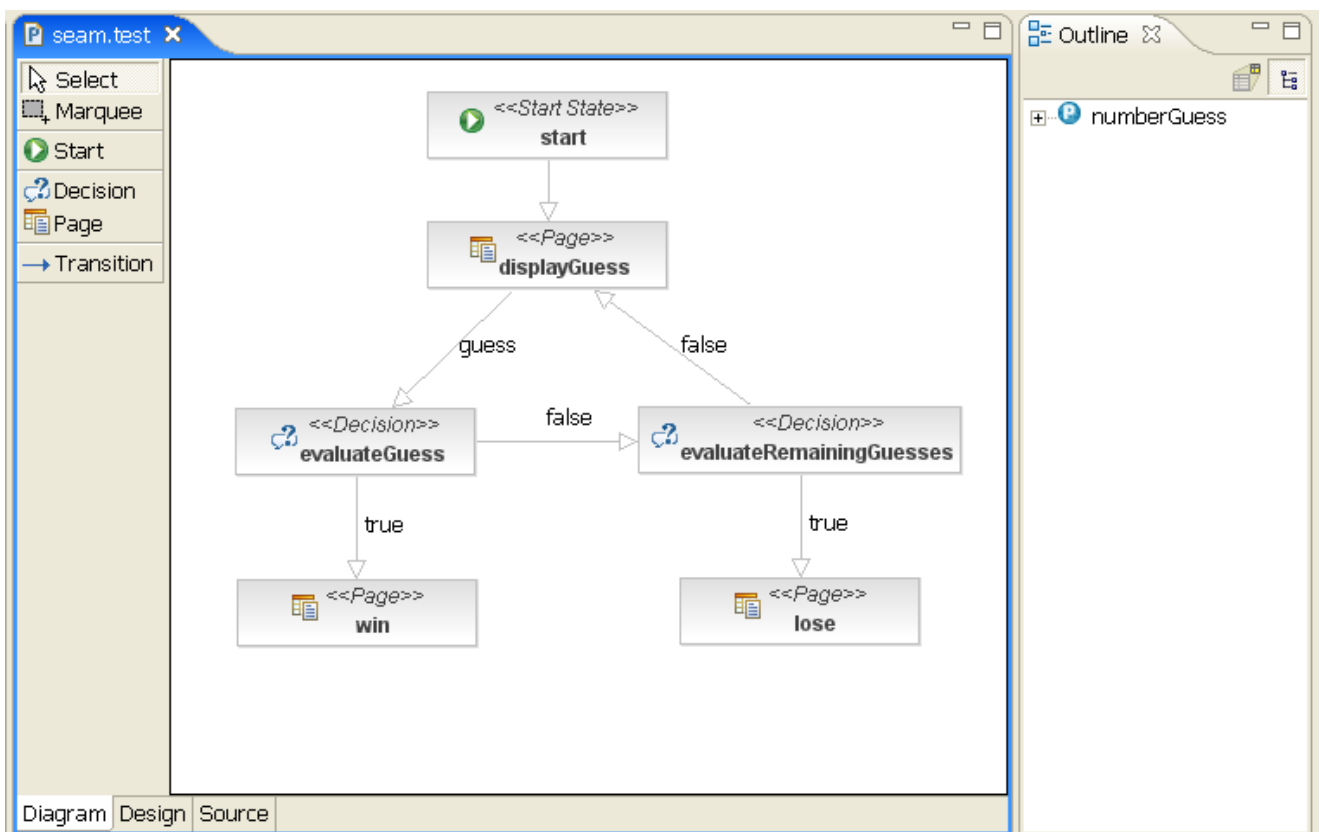 seam.test
Outline
Select
Marquee
Start
Decision
Page
Transition
<<Start State>>
start
<<Page>>
displayGuess
guess
false
<<Decision>>
evaluateGuess
false
<<Decision>>
evaluateRemainingGuesses
true
true
<<Page>>
win
<<Page>>
lose
numberGuess
Diagram Design Source